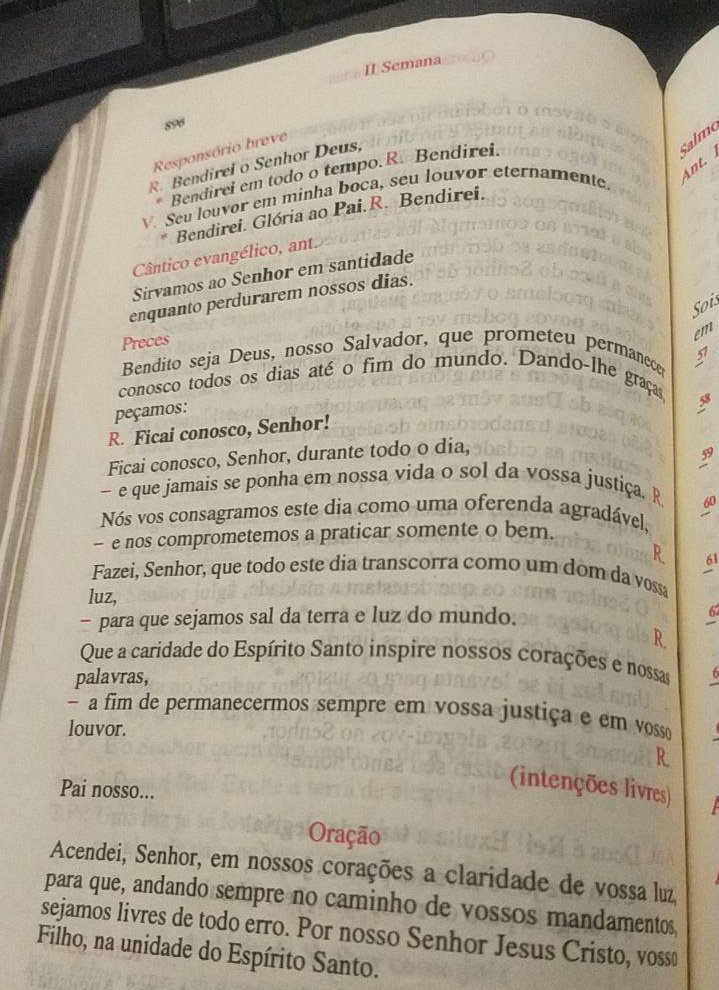 II Semana
896
Responsório breve
R. Bendirei o Senhor Deus,
* Bendirei em todo o tempo. R. Bendirei.
V. Seu louvor em minha boca, seu louvor eternamente.
* Bendirei. Glória ao Pai. R. Bendirei.
Cântico evangélico, ant.
Sirvamos ao Senhor em santidade
enquanto perdurarem nossos dias.
Preces
Bendito seja Deus, nosso Salvador, que prometeu permanecer
conosco todos os dias até o fim do mundo. Dando-lhe graças,
peçamos:
R. Ficai conosco, Senhor!
Ficai conosco, Senhor, durante todo o dia,
– e que jamais se ponha em nossa vida o sol da vossa justiça. R.
Nós vos consagramos este dia como uma oferenda agradável,
– e nos comprometemos a praticar somente o bem. R.
Fazei, Senhor, que todo este dia transcorra como um dom da vossa
luz,
– para que sejamos sal da terra e luz do mundo. R.
Que a caridade do Espírito Santo inspire nossos corações e nossas
palavras,
– a fim de permanecermos sempre em vossa justiça e em vosso
louvor. R.
(intenções livres)
Pai nosso...
Oração
Acendei, Senhor, em nossos corações a claridade de vossa luz,
para que, andando sempre no caminho de vossos mandamentos,
sejamos livres de todo erro. Por nosso Senhor Jesus Cristo, vosso
Filho, na unidade do Espírito Santo.
Salmo
Ant. 1
Sois
em
57
58
59
60
61